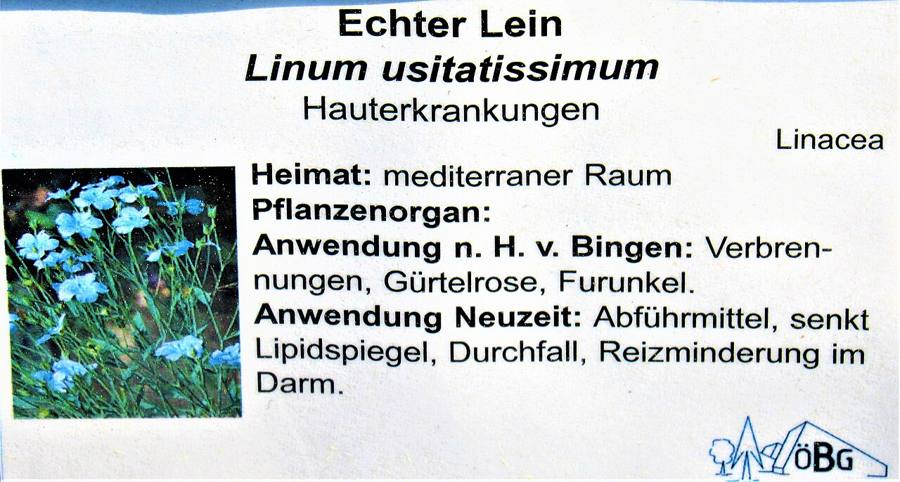 Echter Lein
Linum usitatissimum
Hauterkrankungen
Linacea
Heimat: mediterraner Raum
Pflanzenorgan:
Anwendung n. H. v. Bingen: Verbren-
nungen, Gürtelrose, Furunkel.
Anwendung Neuzeit: Abführmittel, senkt
Lipidspiegel, Durchfall, Reizminderung im
Darm.
ÖBG